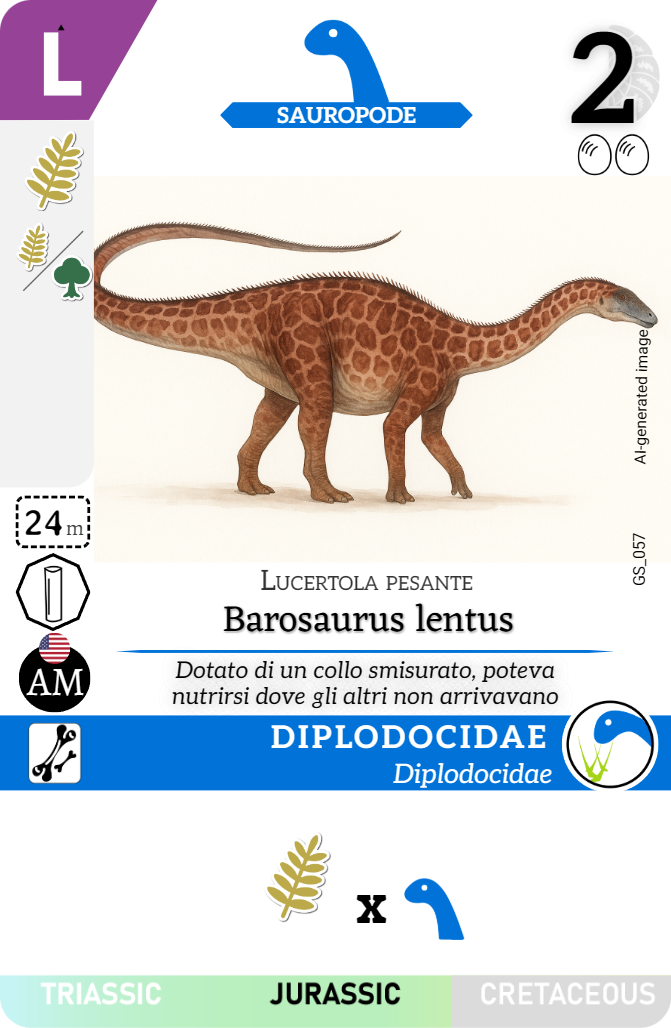 L
SAUROPODE
2
AI-generated image
GS_057
24 m
AM
LUCERTOLA PESANTE
Barosaurus lentus
Dotato di un collo smisurato, poteva
nutrirsi dove gli altri non arrivavano
DIPLODOCIDAE
Diplodocidae
x
TRIASSIC JURASSIC CRETACEOUS